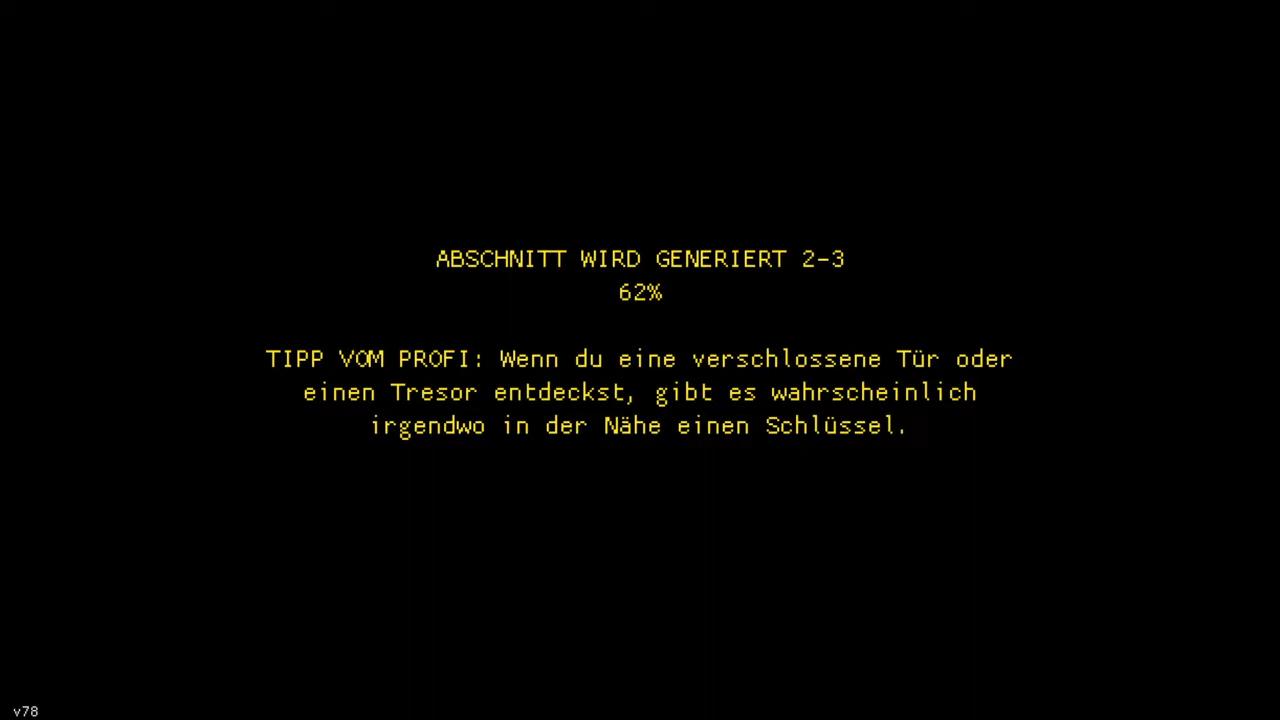 ABSCHNITT WIRD GENERIERT 2-3
62%
TIPP VOM PROFI: Wenn du eine verschlossene Tür oder
einen Tresor entdeckst, gibt es wahrscheinlich
irgendwo in der Nähe einen Schlüssel.
v78